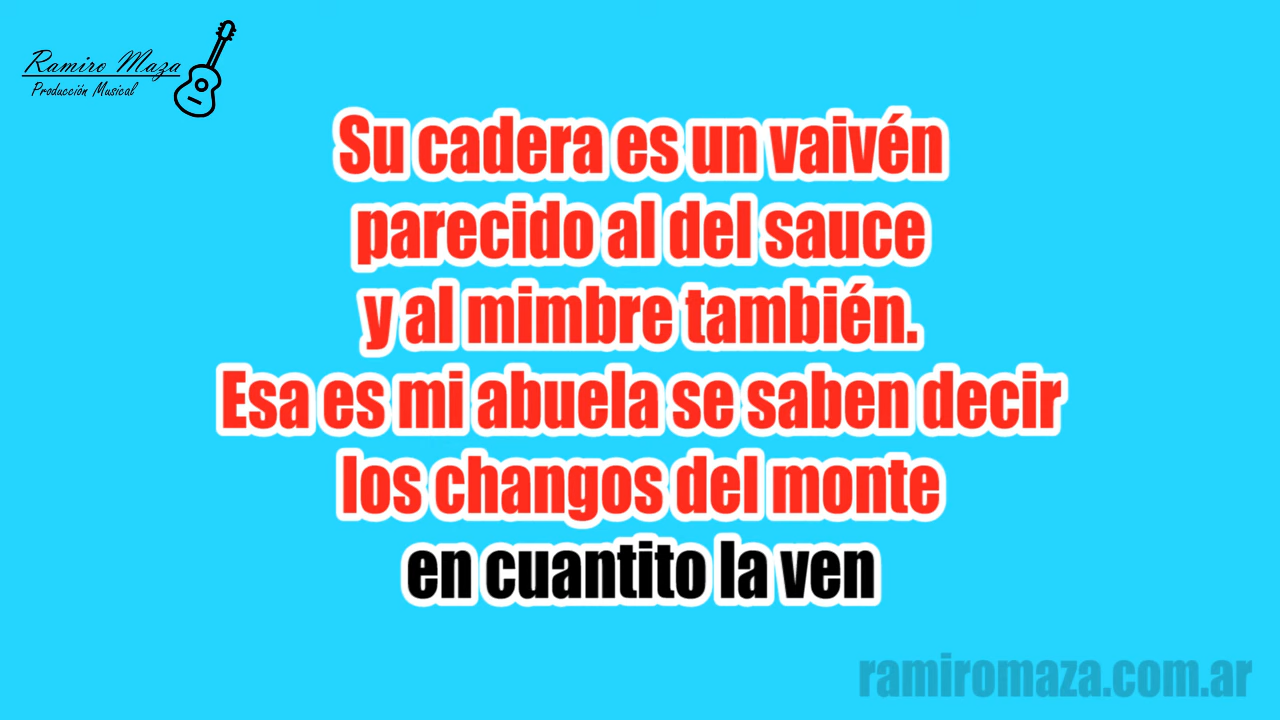 Ramiro Maza
Producción Musical
Su cadera es un vaivén
parecido al del sauce
y al mimbre también.
Esa es mi abuela se saben decir
los changos del monte
en cuantito la ven
ramiromaza.com.ar